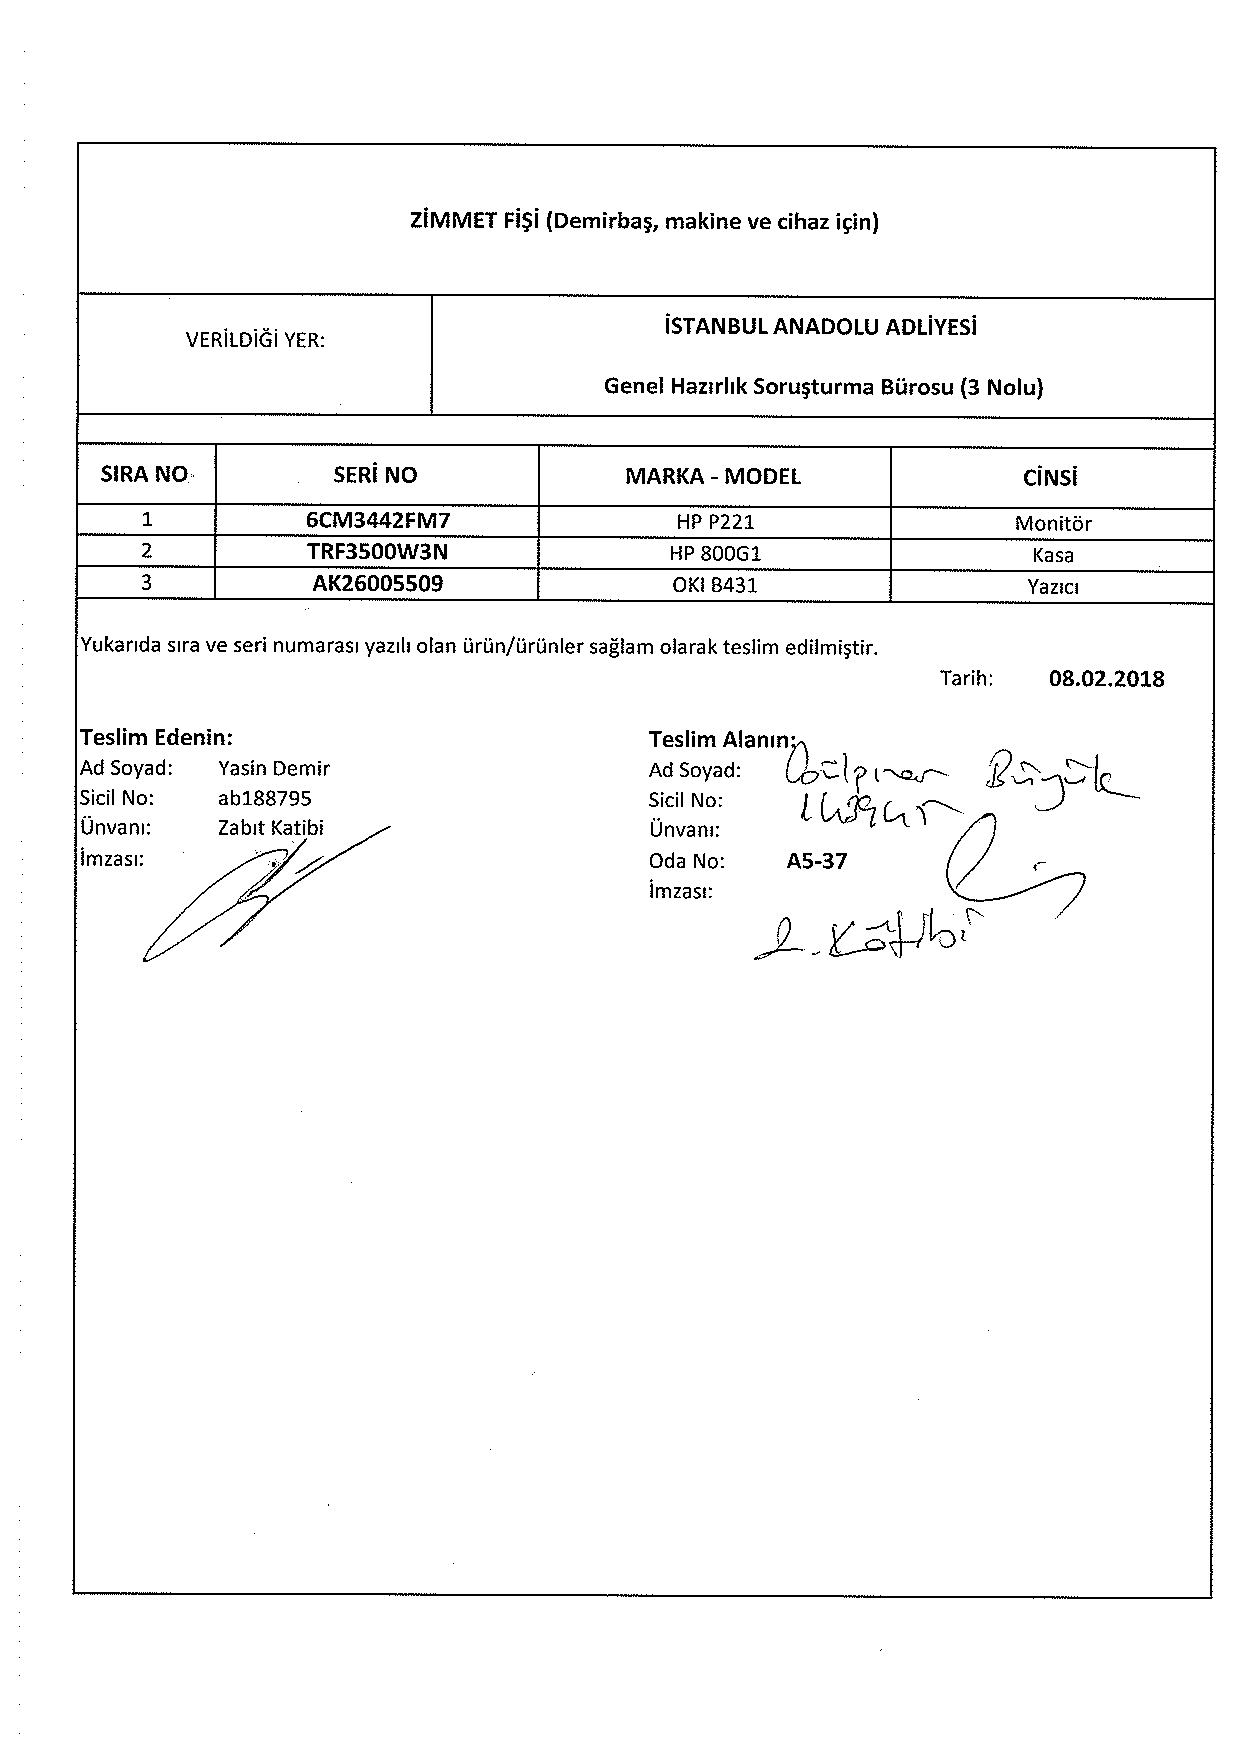 ZİMMET FİŞİ (Demirbaş, makine ve cihaz için)
VERİLDİĞİ YER:
İSTANBUL ANADOLU ADLİYESİ
Genel Hazırlık Soruşturma Bürosu (3 Nolu)
SIRA NO SERİ NO MARKA - MODEL CİNSİ
1 6CM3442FM7 HP P221 Monitör
2 TRF3500W3N HP 800G1 Kasa
3 AK26005509 OKI B431 Yazıcı
Yukarıda sıra ve seri numarası yazılı olan ürün/ürünler sağlam olarak teslim edilmiştir.
Tarih: 08.02.2018
Teslim Edenin:
Ad Soyad: Yasin Demir
Sicil No: ab188795
Ünvanı: Zabıt Katibi
İmzası:
Teslim Alanın:
Ad Soyad: Gülpınar Büyük
Sicil No:
Ünvanı:
Oda No: A5-37
İmzası:
Z. Katibi